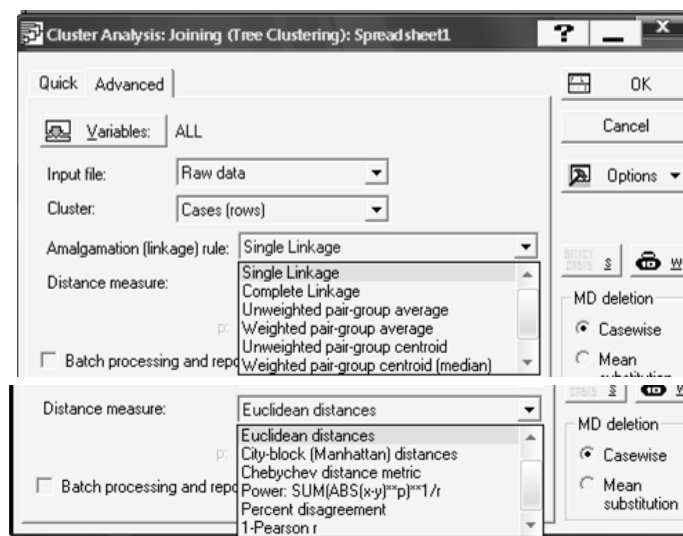 Cluster Analysis: Joining (Tree Clustering): Spreadsheet1 ? _ X
Quick Advanced
OK
Variables: ALL
Cancel
Input file: Raw data
Options
Cluster: Cases (rows)
Amalgamation (linkage) rule: Single Linkage
Distance measure:
Single Linkage
Complete Linkage
Unweighted pair-group average
Weighted pair-group average
Unweighted pair-group centroid
Weighted pair-group centroid (median)
p:
Batch processing and repo
SELECT CASES S W
MD deletion
Casewise
Mean
substitution
Distance measure: Euclidean distances
Euclidean distances
City-block (Manhattan) distances
Chebychev distance metric
Power: SUM(ABS(x-y)**p)**1/r
Percent disagreement
1-Pearson r
p:
Batch processing and repo
S W
MD deletion
Casewise
Mean
substitution